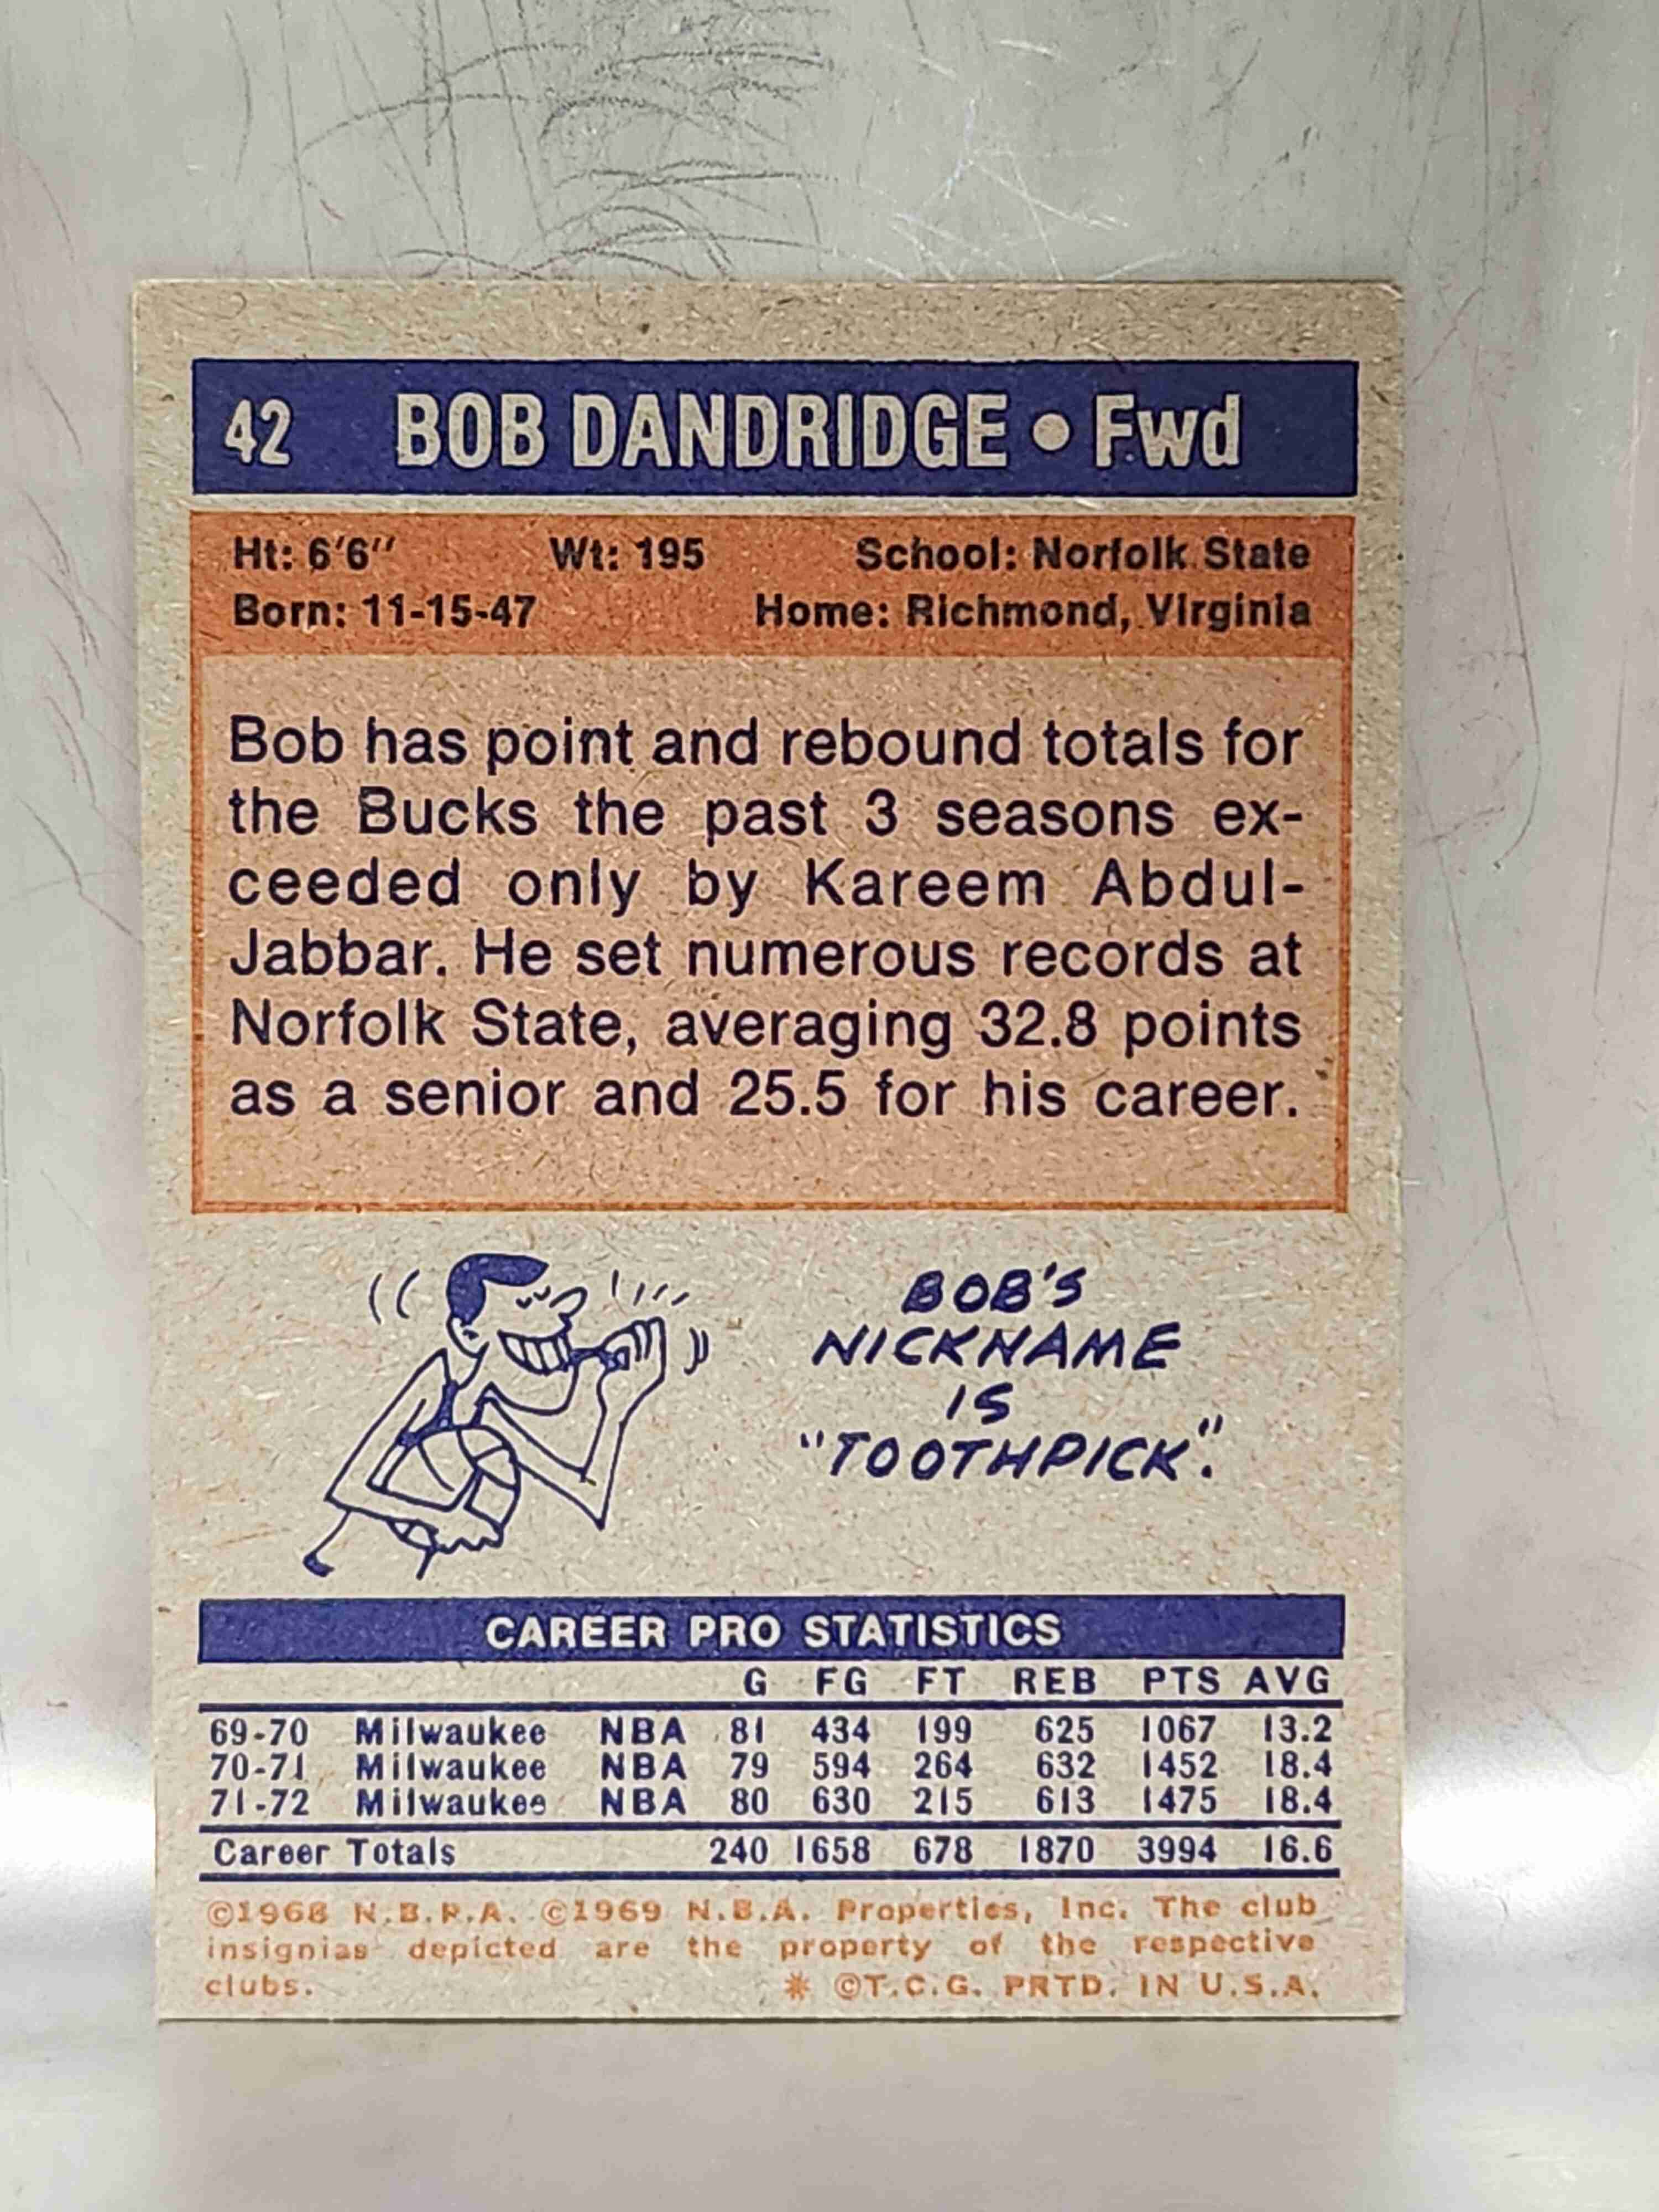 42 BOB DANDRIDGE • Fwd
Ht: 6'6" Wt: 195 School: Norfolk State
Born: 11-15-47 Home: Richmond, Virginia
Bob has point and rebound totals for
the Bucks the past 3 seasons ex-
ceeded only by Kareem Abdul-
Jabbar. He set numerous records at
Norfolk State, averaging 32.8 points
as a senior and 25.5 for his career.
BOB'S
NICKNAME
IS
"TOOTHPICK".
CAREER PRO STATISTICS
G FG FT REB PTS AVG
69-70 Milwaukee NBA 81 434 199 625 1067 13.2
70-71 Milwaukee NBA 79 594 264 632 1452 18.4
71-72 Milwaukee NBA 80 630 215 613 1475 18.4
Career Totals 240 1658 678 1870 3994 16.6
©1968 N.B.P.A. ©1969 N.B.A. Properties, Inc. The club
insignias depicted are the property of the respective
clubs. * ©T.C.G. PRTD. IN U.S.A.